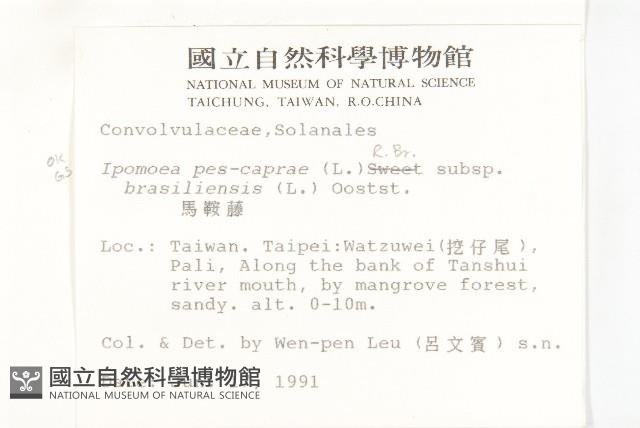 國立自然科學博物館
NATIONAL MUSEUM OF NATURAL SCIENCE
TAICHUNG, TAIWAN, R.O.CHINA
Convolvulaceae,Solanales
R. Br.
OK
GS
Ipomoea pes-caprae (L.)Sweet subsp.
brasiliensis (L.) Ooststr.
馬鞍藤
Loc.: Taiwan. Taipei:Watzuwei(挖仔尾),
Pali, Along the bank of Tanshui
river mouth, by mangrove forest,
sandy. alt. 0-10m.
Col. & Det. by Wen-pen Leu (呂文賓) s.n.
1991
國立自然科學博物館
NATIONAL MUSEUM OF NATURAL SCIENCE